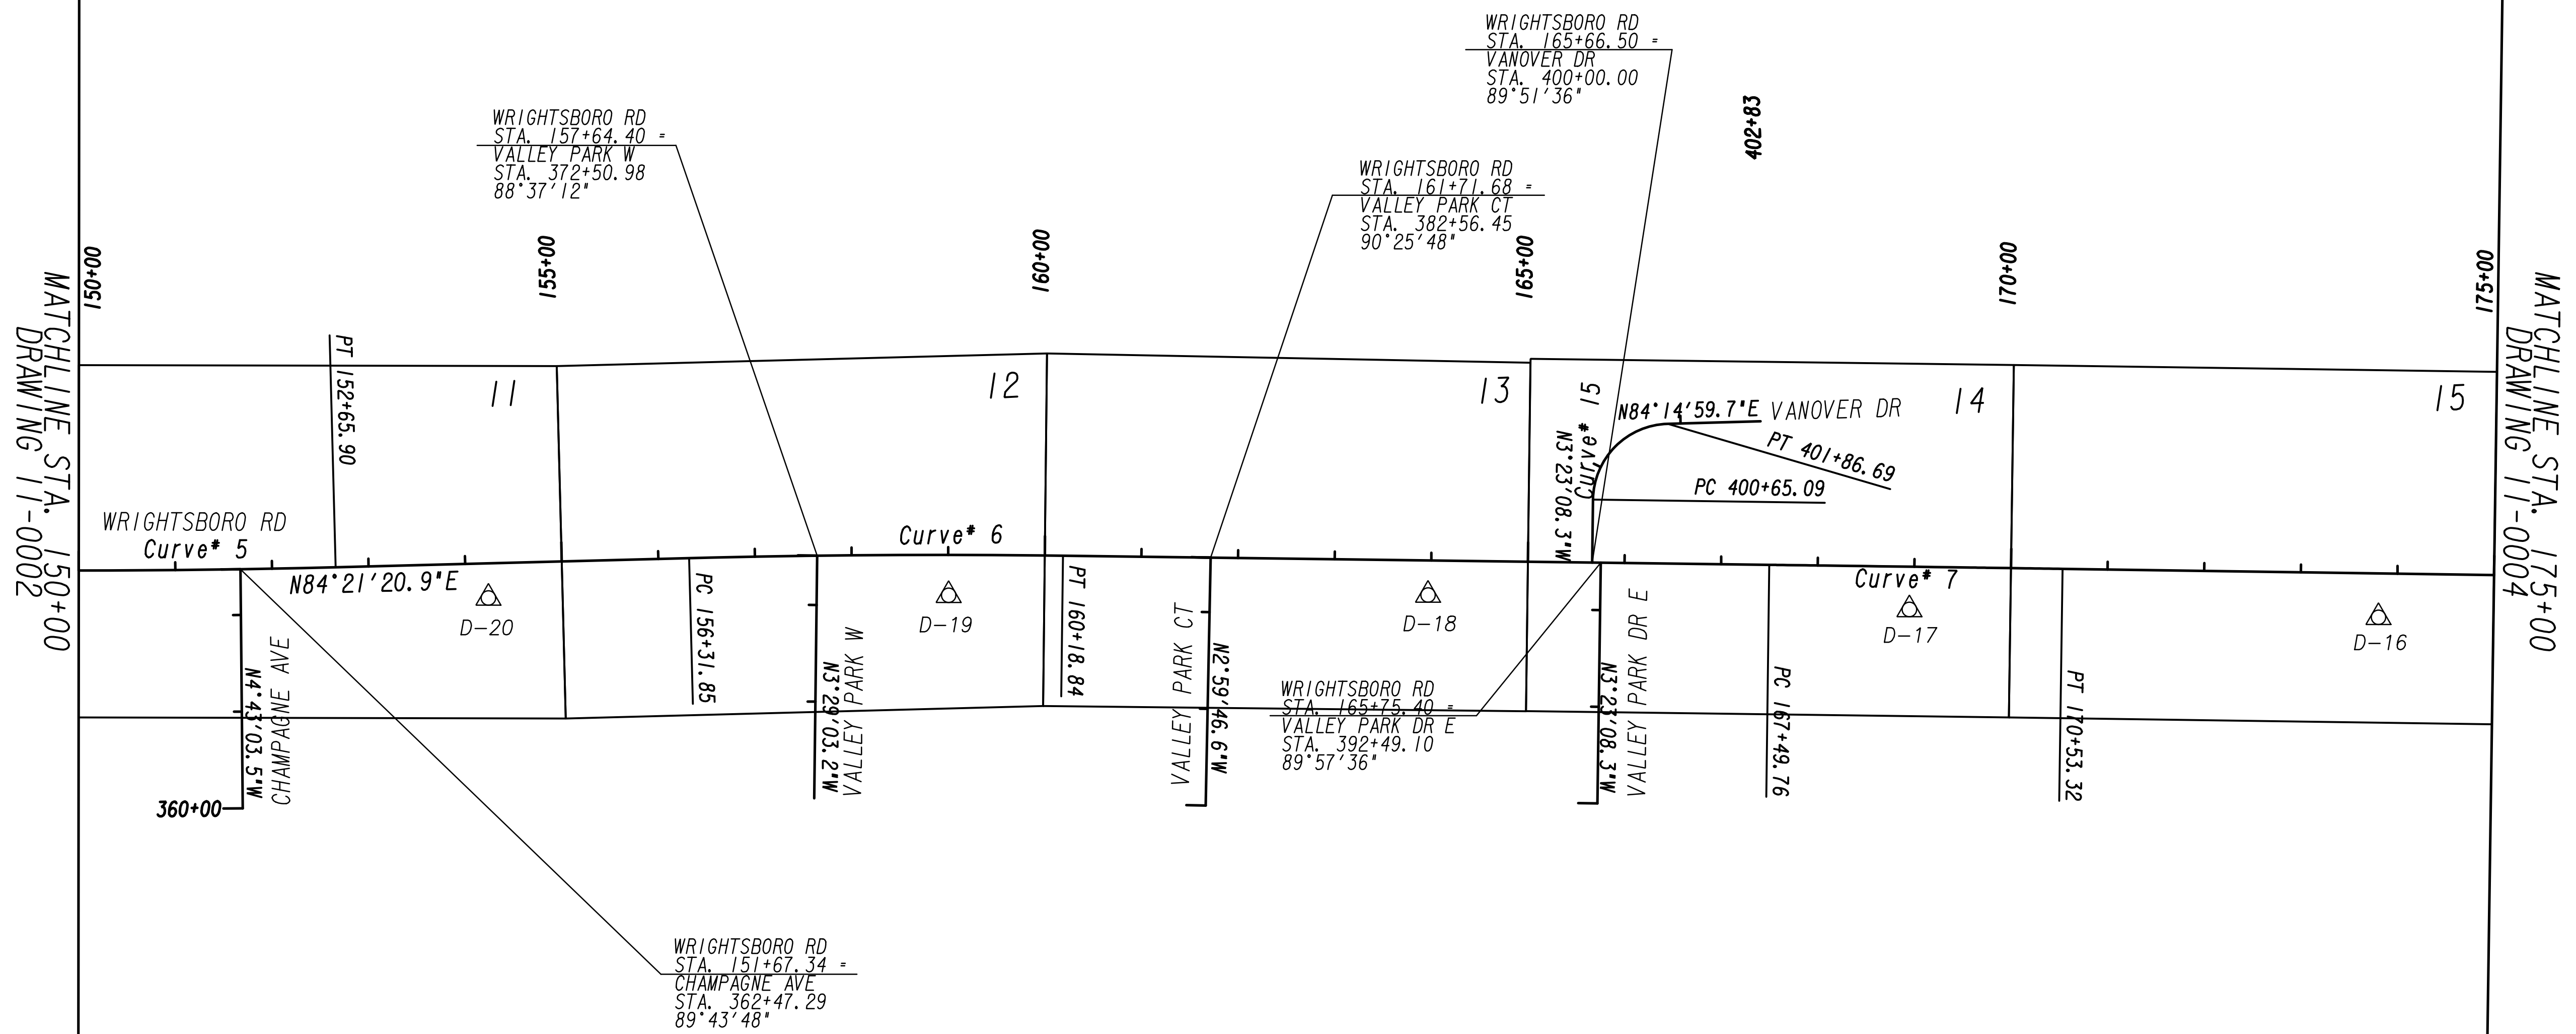 WRIGHTSBORO RD
STA. 165+66.50 =
VANOVER DR
STA. 400+00.00
89°51'36"
402+83
WRIGHTSBORO RD
STA. 157+64.40 =
VALLEY PARK W
STA. 372+50.98
88°37'12"
WRIGHTSBORO RD
STA. 161+71.68 =
VALLEY PARK CT
STA. 382+56.45
90°25'48"
MATCHLINE STA. 150+00
DRAWING 11-0002
150+00
155+00
160+00
165+00
170+00
175+00
MATCHLINE STA. 175+00
DRAWING 11-0004
PT 152+65.90
11
12
13
14
15
Curve# 15
N3°23'08.3"W
N84°14'59.7"E
VANOVER DR
PT 401+86.69
PC 400+65.09
WRIGHTSBORO RD
Curve# 5
N84°21'20.9"E
Curve# 6
Curve# 7
D-20
D-19
D-18
D-17
D-16
PC 156+31.85
PT 160+18.84
PC 167+49.76
PT 170+53.32
N4°43'03.5"W
CHAMPAGNE AVE
360+00
N3°29'03.2"W
VALLEY PARK W
VALLEY PARK CT
N2°59'46.6"W
WRIGHTSBORO RD
STA. 165+75.40 =
VALLEY PARK DR E
STA. 392+49.10
89°57'36"
N3°23'08.3"W
VALLEY PARK DR E
WRIGHTSBORO RD
STA. 151+67.34 =
CHAMPAGNE AVE
STA. 362+47.29
89°43'48"